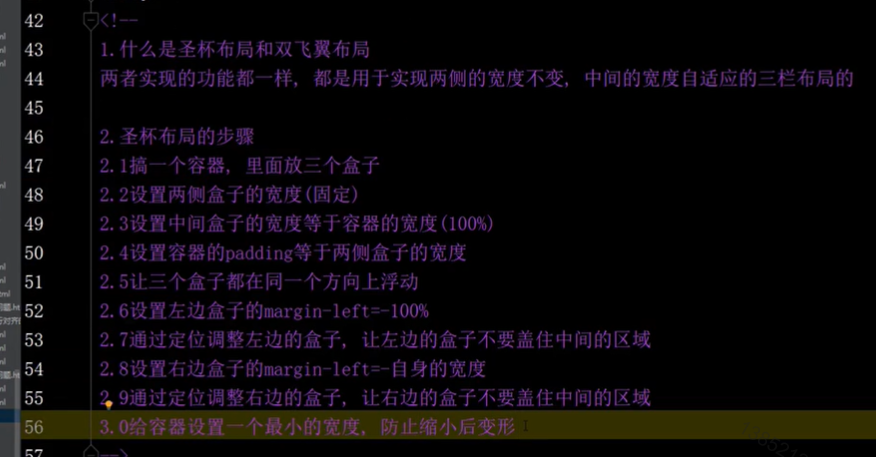 42 <!--
43 1.什么是圣杯布局和双飞翼布局
44 两者实现的功能都一样, 都是用于实现两侧的宽度不变, 中间的宽度自适应的三栏布局的
45
46 2.圣杯布局的步骤
47 2.1搞一个容器, 里面放三个盒子
48 2.2设置两侧盒子的宽度(固定)
49 2.3设置中间盒子的宽度等于容器的宽度(100%)
50 2.4设置容器的padding等于两侧盒子的宽度
51 2.5让三个盒子都在同一个方向上浮动
52 2.6设置左边盒子的margin-left=-100%
53 2.7通过定位调整左边的盒子, 让左边的盒子不要盖住中间的区域
54 2.8设置右边盒子的margin-left=-自身的宽度
55 2.9通过定位调整右边的盒子, 让右边的盒子不要盖住中间的区域
56 3.0给容器设置一个最小的宽度, 防止缩小后变形
57 -->